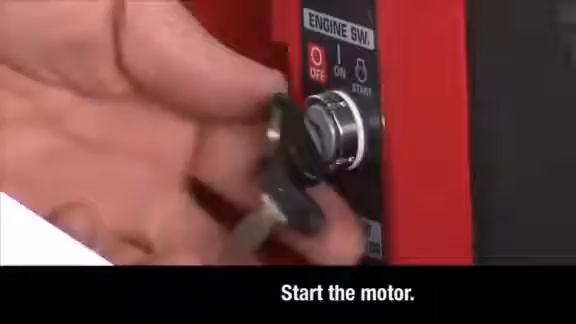 ENGINE SW.
OFF
ON
START
Start the motor.